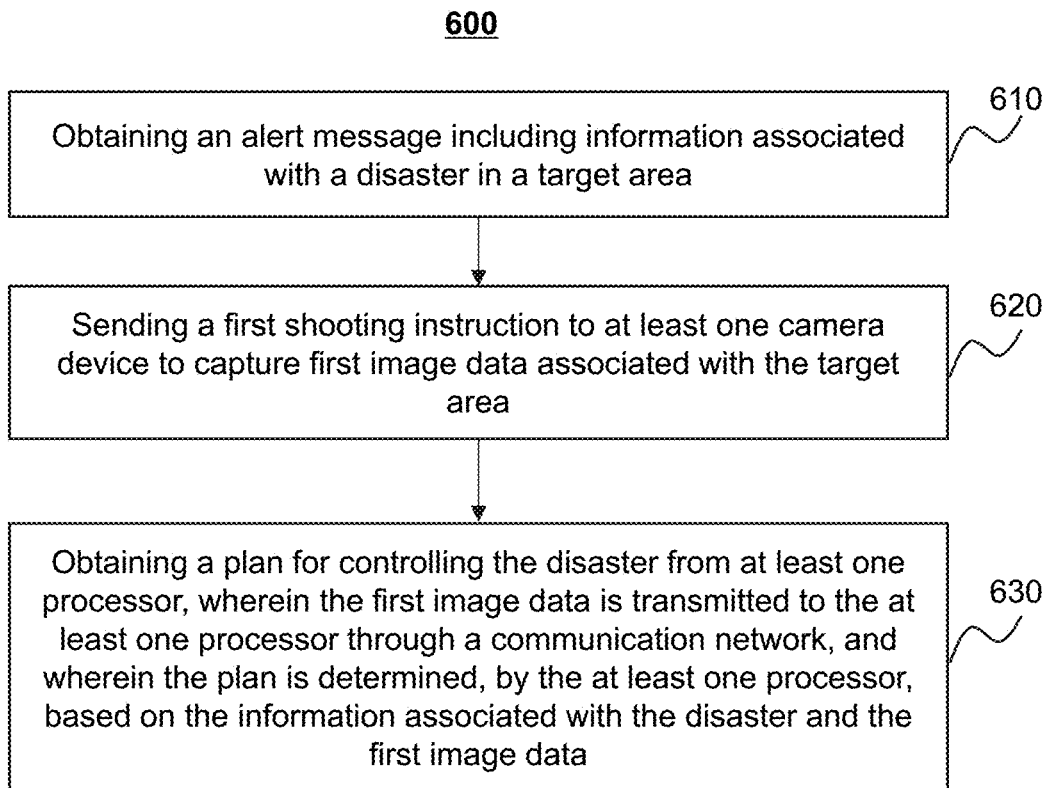 600
610
Obtaining an alert message including information associated
with a disaster in a target area
620
Sending a first shooting instruction to at least one camera
device to capture first image data associated with the target
area
630
Obtaining a plan for controlling the disaster from at least one
processor, wherein the first image data is transmitted to the at
least one processor through a communication network, and
wherein the plan is determined, by the at least one processor,
based on the information associated with the disaster and the
first image data